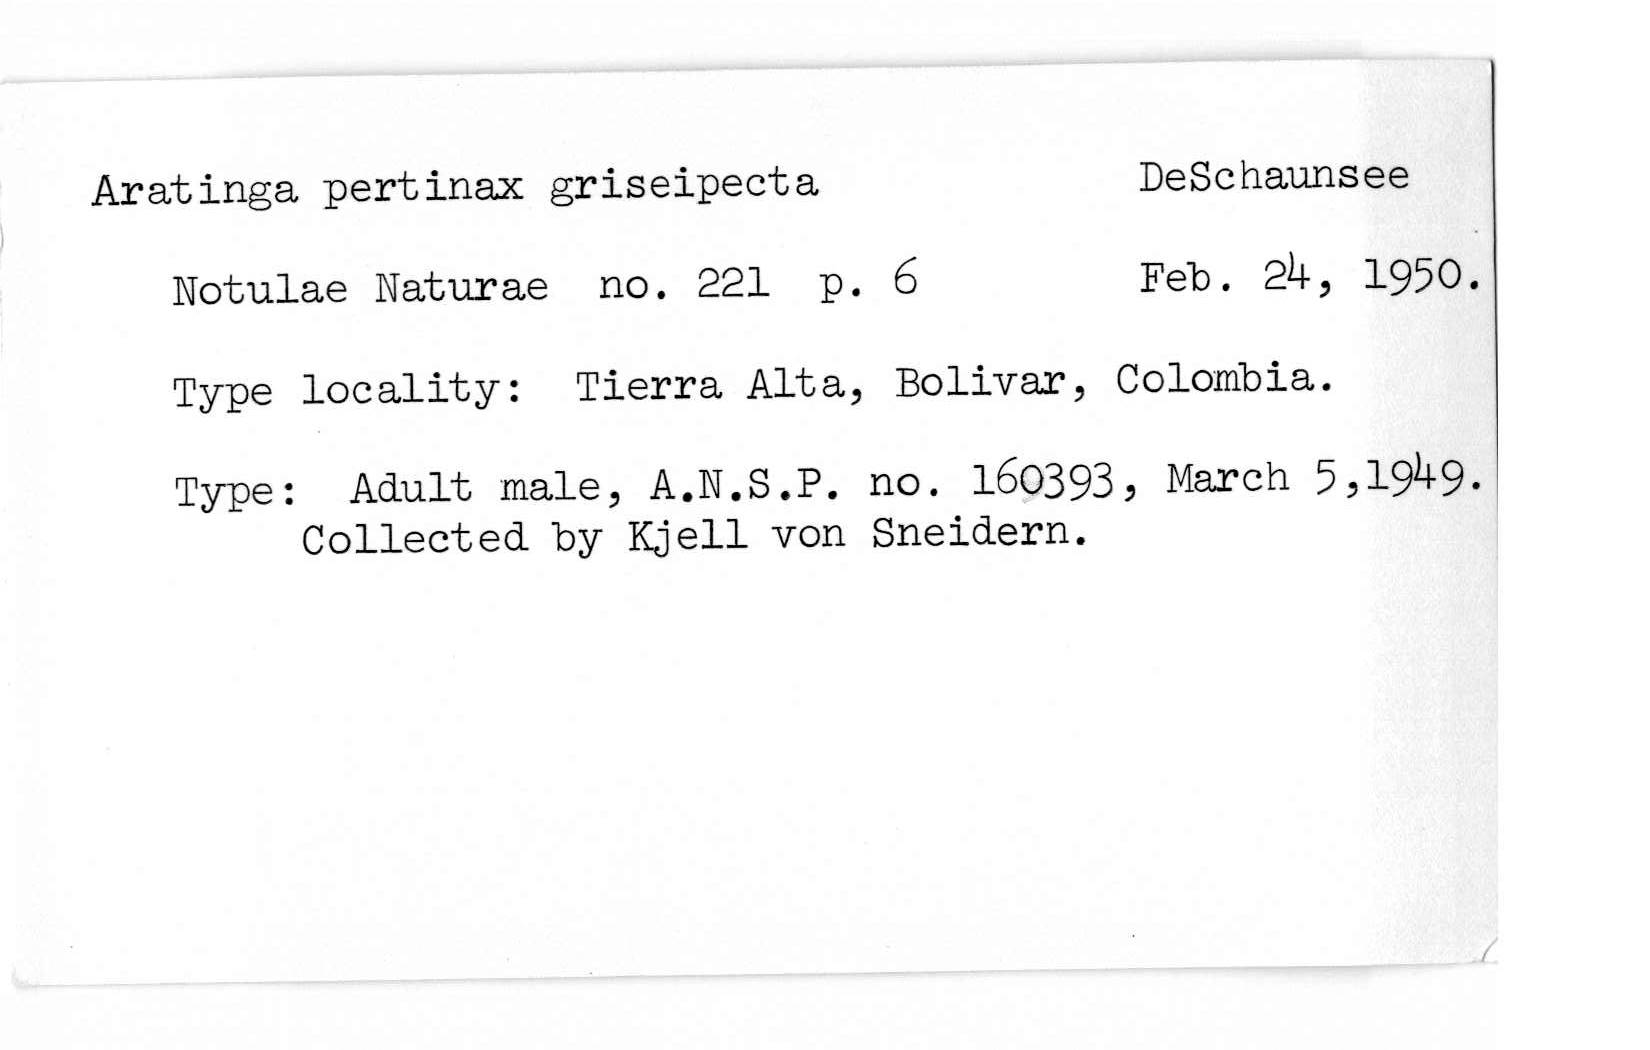 Aratinga pertinax griseipecta DeSchaunsee
Notulae Naturae no. 221 p. 6 Feb. 24, 1950.
Type locality: Tierra Alta, Bolivar, Colombia.
Type: Adult male, A.N.S.P. no. 160393, March 5,1949.
Collected by Kjell von Sneidern.